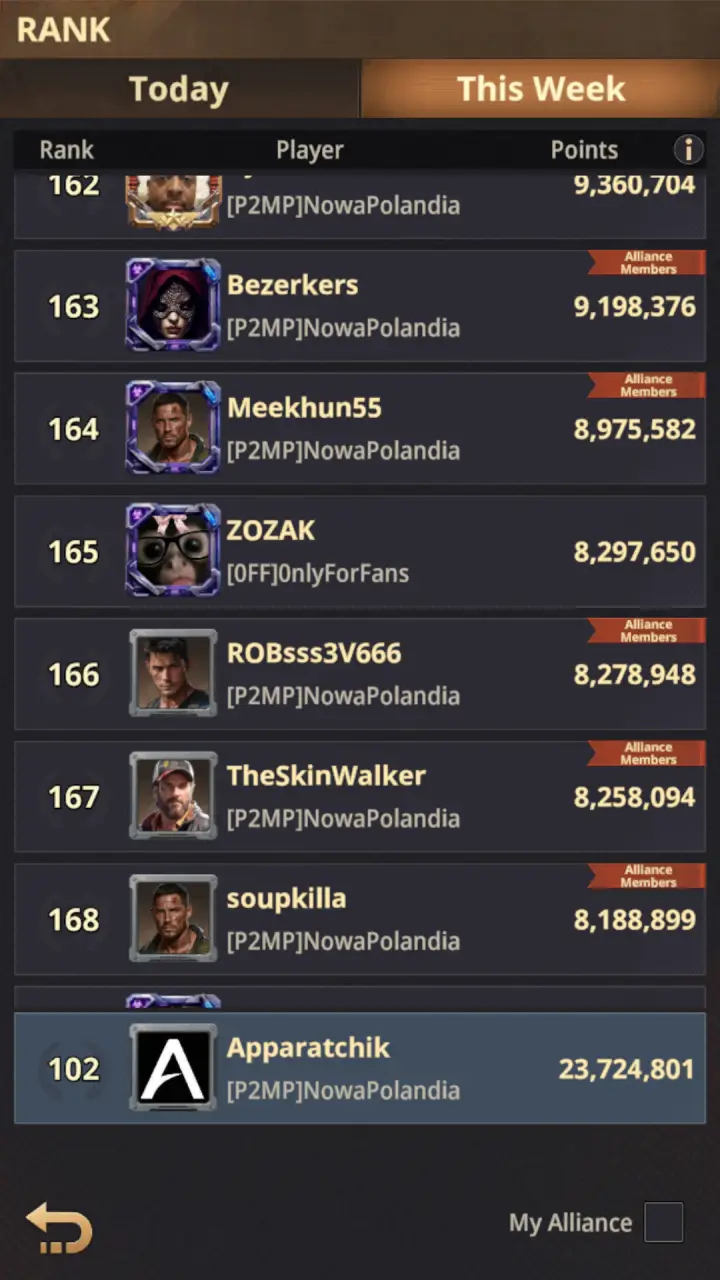 RANK
Today
This Week
Rank
Player
Points
162
9,360,704
[P2MP]NowaPolandia
Alliance
Members
163
Bezerkers
9,198,376
[P2MP]NowaPolandia
Alliance
Members
164
Meekhun55
8,975,582
[P2MP]NowaPolandia
165
ZOZAK
8,297,650
[0FF]0nlyForFans
Alliance
Members
166
ROBsss3V666
8,278,948
[P2MP]NowaPolandia
Alliance
Members
167
TheSkinWalker
8,258,094
[P2MP]NowaPolandia
Alliance
Members
168
soupkilla
8,188,899
[P2MP]NowaPolandia
102
Apparatchik
23,724,801
[P2MP]NowaPolandia
My Alliance